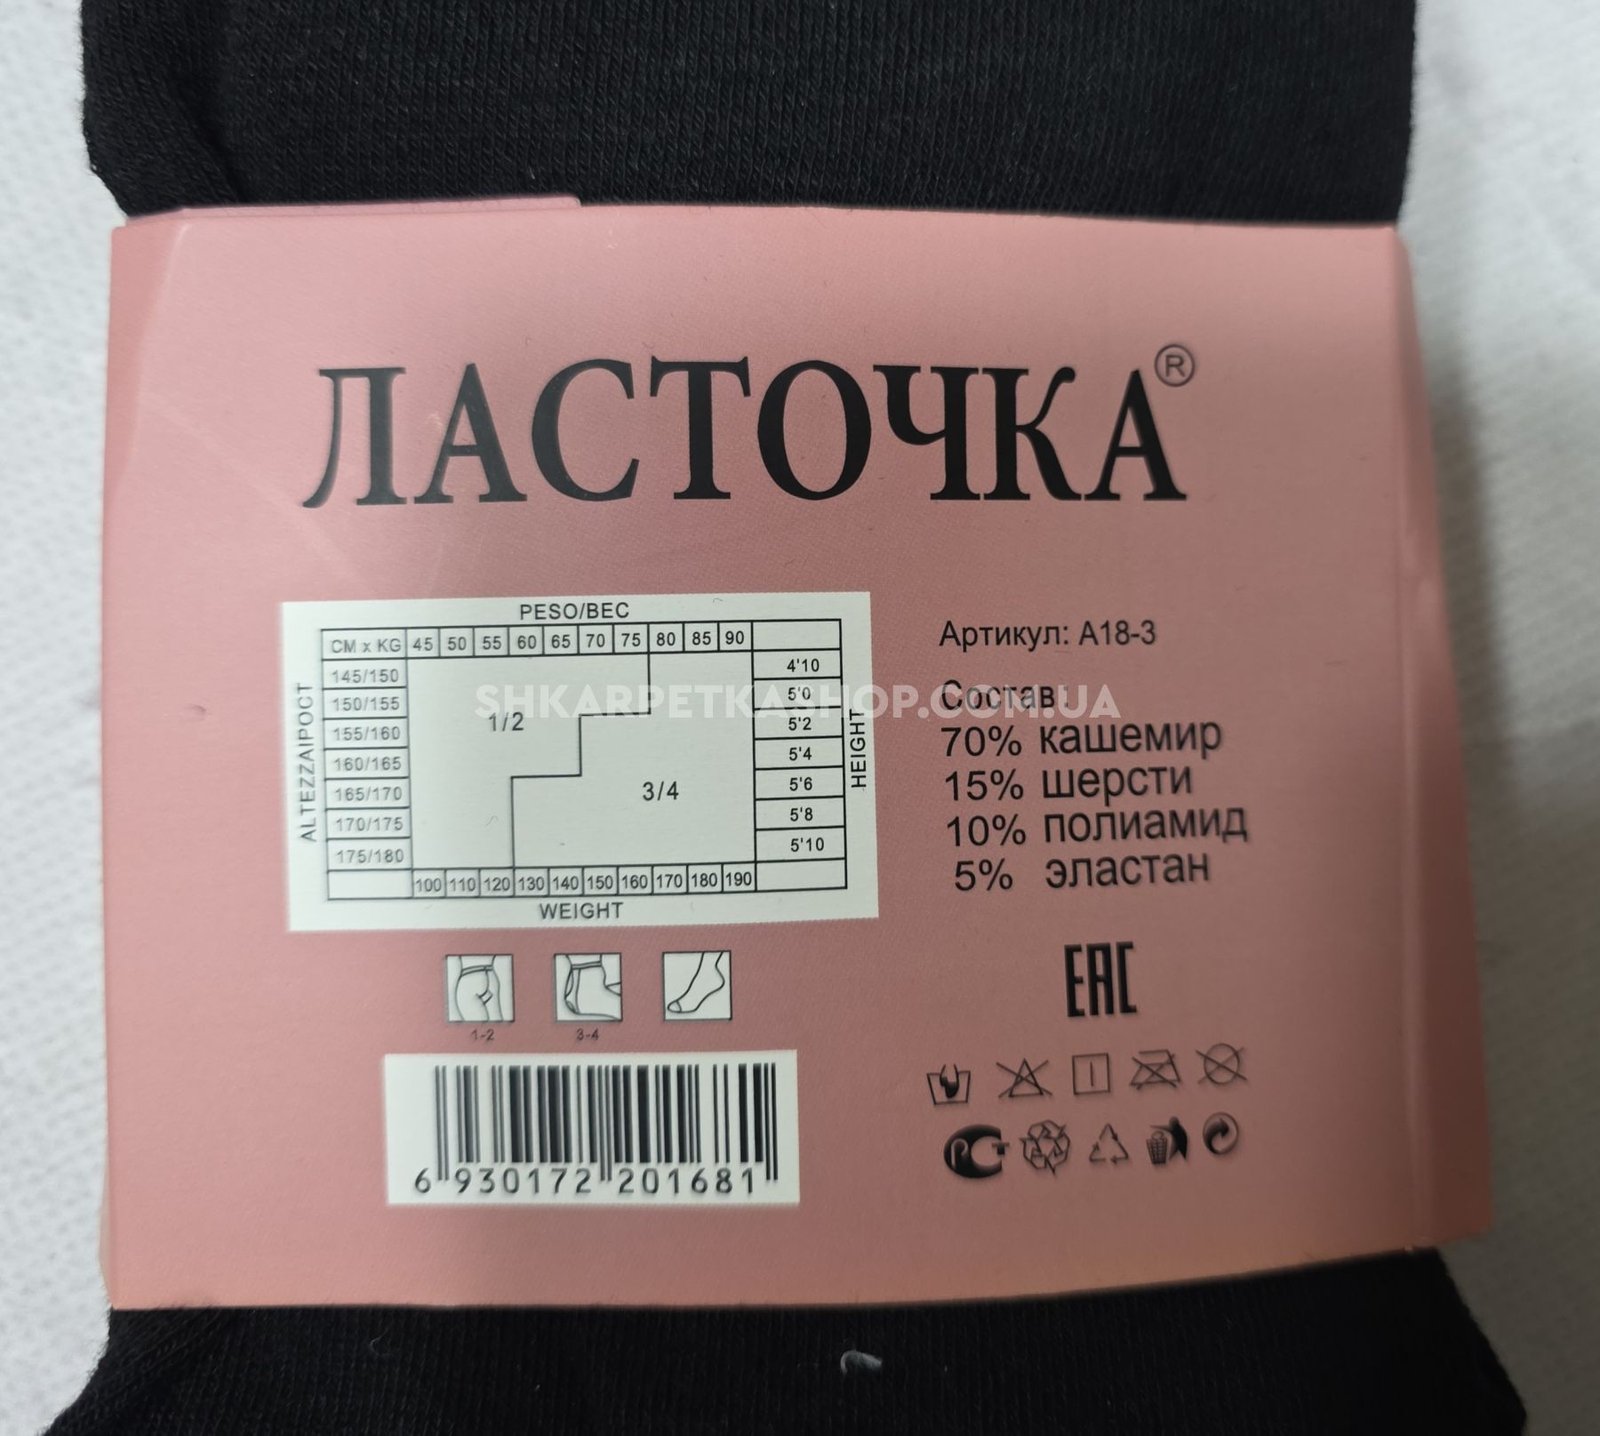 ЛАСТОЧКА®
PESO/ВЕС
CM x KG 45 50 55 60 65 70 75 80 85 90
145/150 4'10
150/155 5'0
155/160 1/2 5'2
160/165 5'4
165/170 3/4 5'6
170/175 5'8
175/180 5'10
100 110 120 130 140 150 160 170 180 190
WEIGHT
ALTEZZA/POCT
HEIGHT
Артикул: А18-3
Состав:
70% кашемир
15% шерсти
10% полиамид
5% эластан
SHKARPETKASHOP.COM.UA
1-2 3-4
EAC
6 930172 201681
РСТ